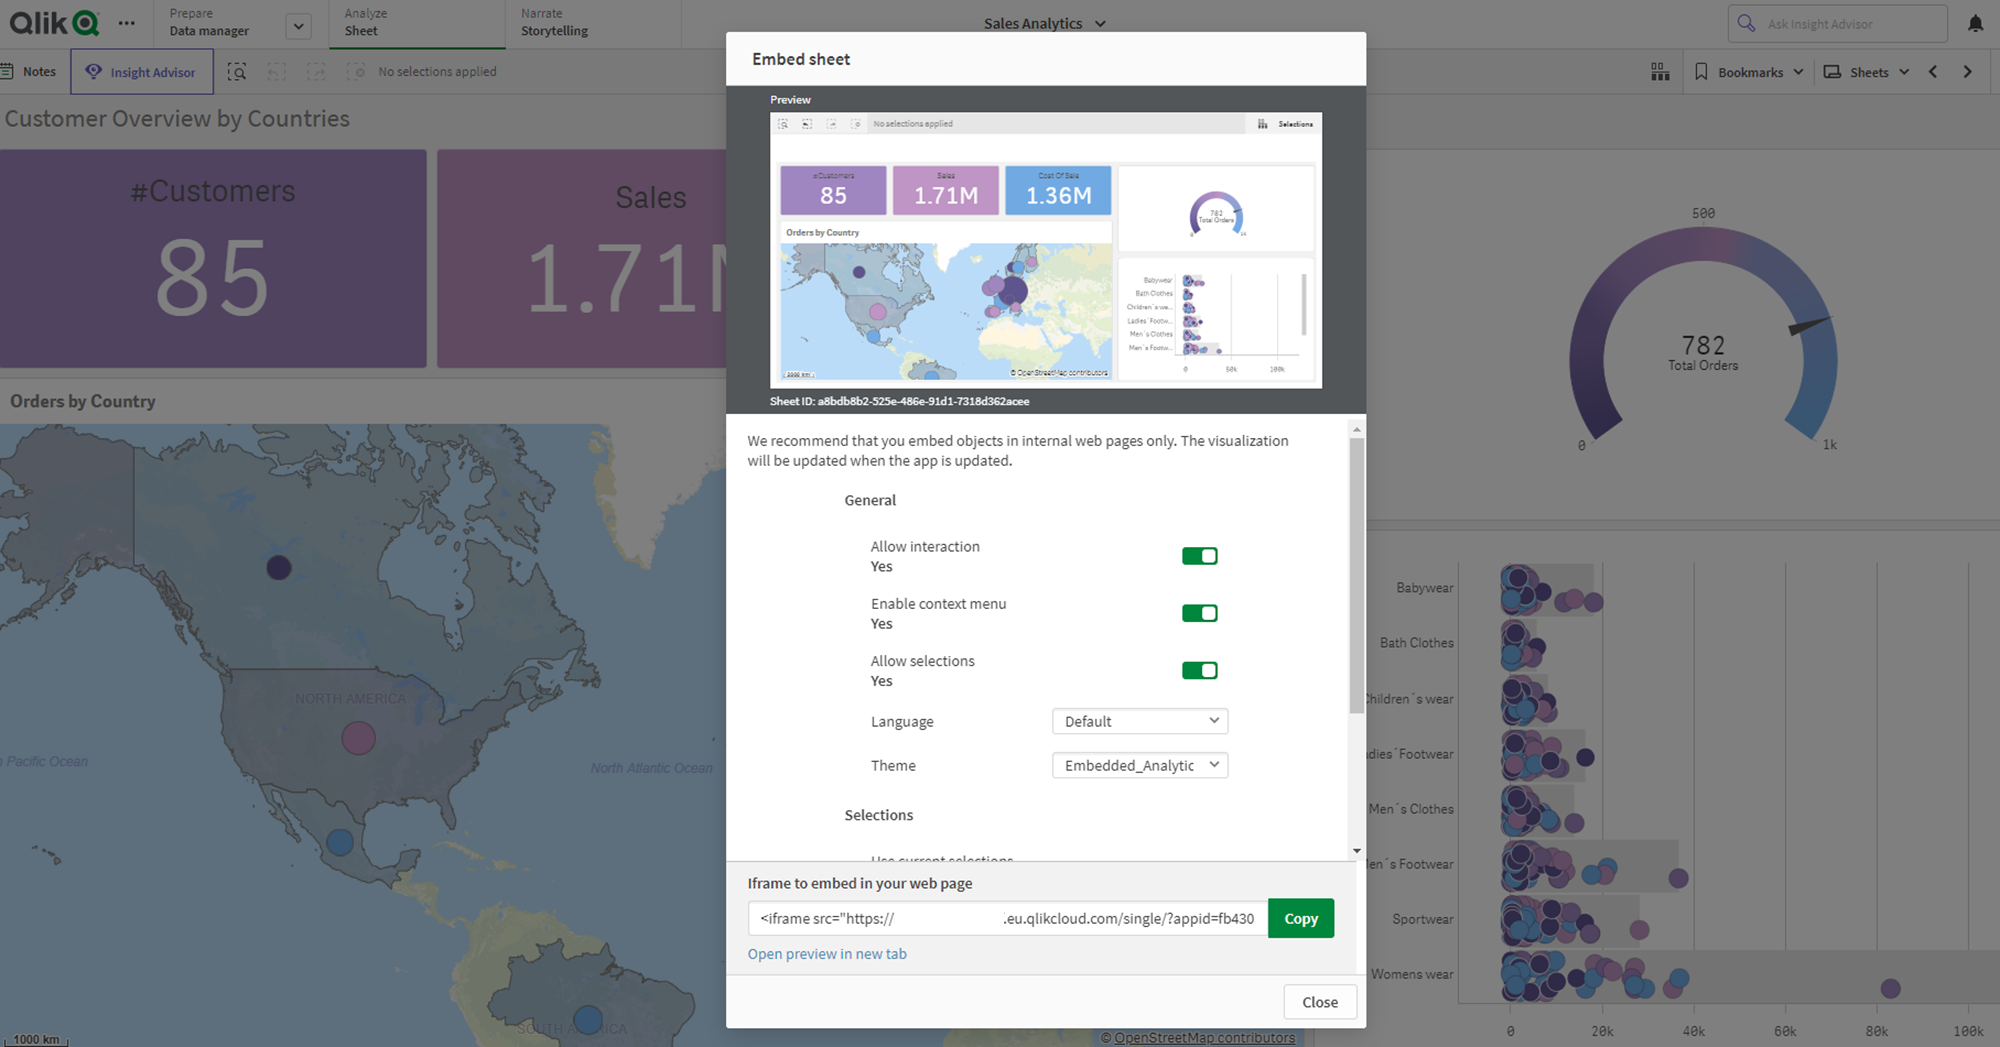 Qlik
Prepare
Data manager
Analyze
Sheet
Narrate
Storytelling
Sales Analytics
Ask Insight Advisor
Notes
Insight Advisor
No selections applied
Bookmarks
Sheets
Customer Overview by Countries
#Customers
85
Sales
1.71M
Orders by Country
NORTH AMERICA
Pacific Ocean
North Atlantic Ocean
SOUTH AMERICA
1000 km
© OpenStreetMap contributors
Embed sheet
Preview
No selections applied
Selections
#Customers
85
Sales
1.71M
Cost Of Sale
1.36M
Orders by Country
2000 km
© OpenStreetMap contributors
782
Total Orders
0
1k
Babywear
Bath Clothes
Children´s we...
Ladies´Footw...
Men´s Clothes
Men´s Footw...
0
50k
100k
Sheet ID: a8bdb8b2-525e-486e-91d1-7318d362acee
We recommend that you embed objects in internal web pages only. The visualization
will be updated when the app is updated.
General
Allow interaction
Yes
Enable context menu
Yes
Allow selections
Yes
Language
Default
Theme
Embedded_Analytic
Selections
Use current selections
Iframe to embed in your web page
<iframe src="https:// .eu.qlikcloud.com/single/?appid=fb430
Copy
Open preview in new tab
Close
500
782
Total Orders
0
1k
Babywear
Bath Clothes
hildren´s wear
dies´Footwear
Men´s Clothes
en´s Footwear
Sportwear
Womens wear
0
20k
40k
60k
80k
100k